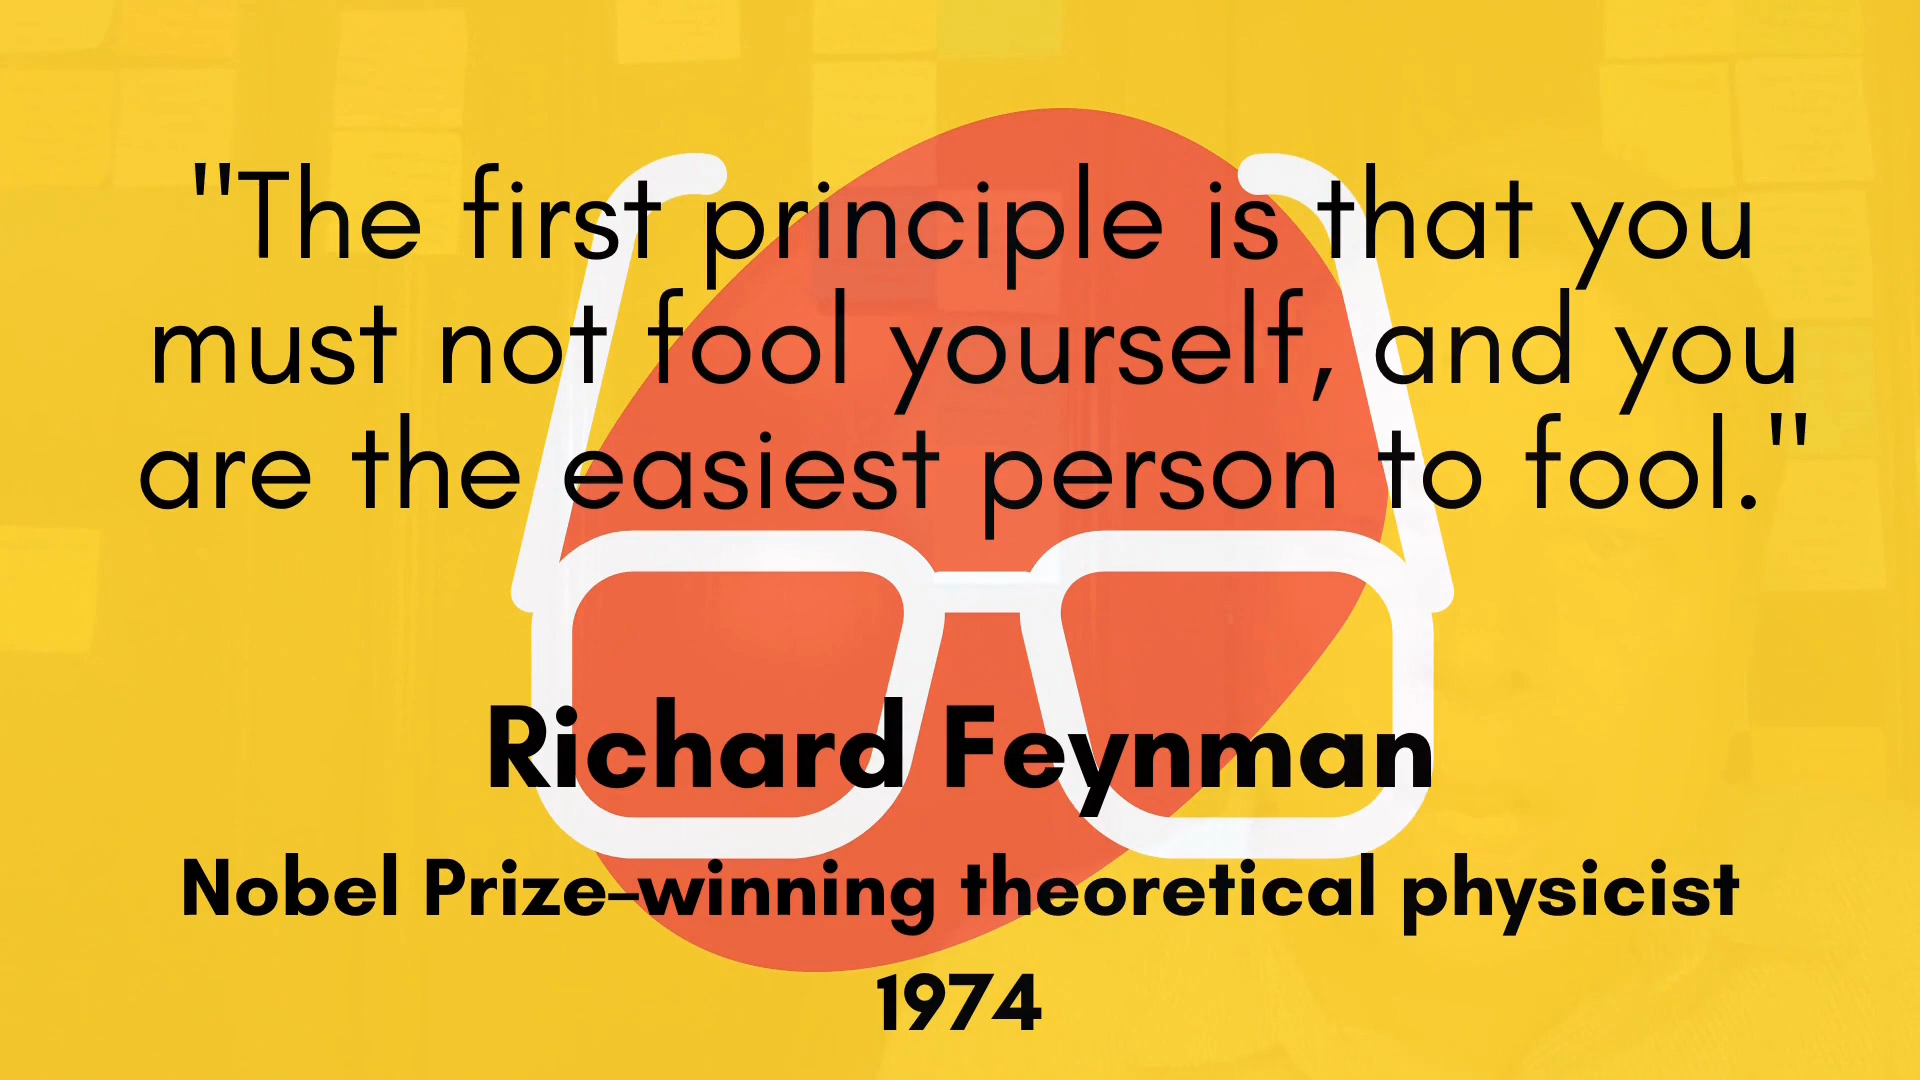 "The first principle is that you
must not fool yourself, and you
are the easiest person to fool."
Richard Feynman
Nobel Prize–winning theoretical physicist
1974